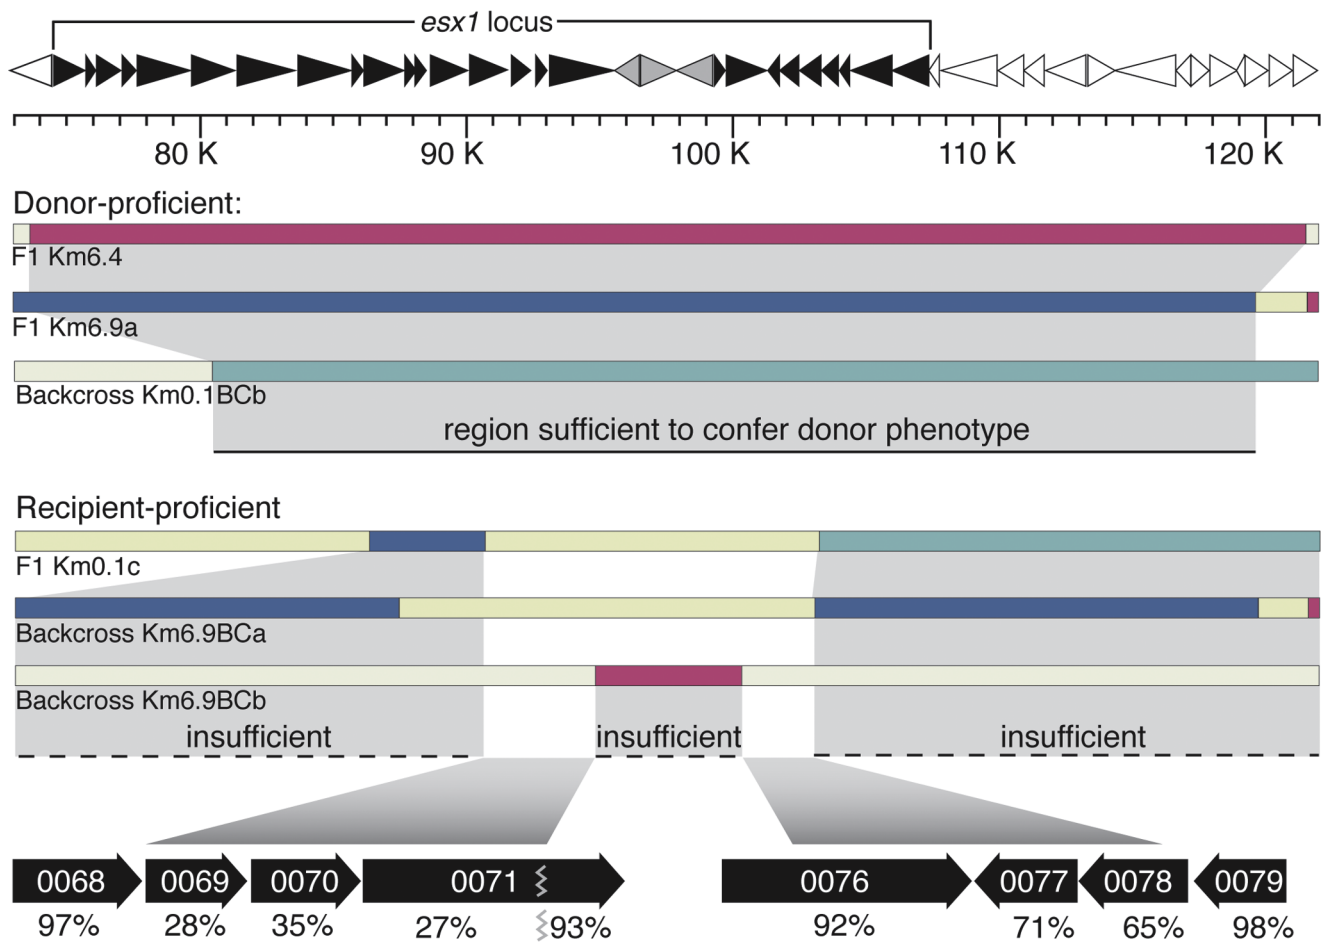 esx1 locus
80 K 90 K 100 K 110 K 120 K
Donor-proficient:
F1 Km6.4
F1 Km6.9a
Backcross Km0.1BCb
region sufficient to confer donor phenotype
Recipient-proficient
F1 Km0.1c
Backcross Km6.9BCa
Backcross Km6.9BCb
insufficient insufficient insufficient
0068 0069 0070 0071 0076 0077 0078 0079
97% 28% 35% 27% 93% 92% 71% 65% 98%